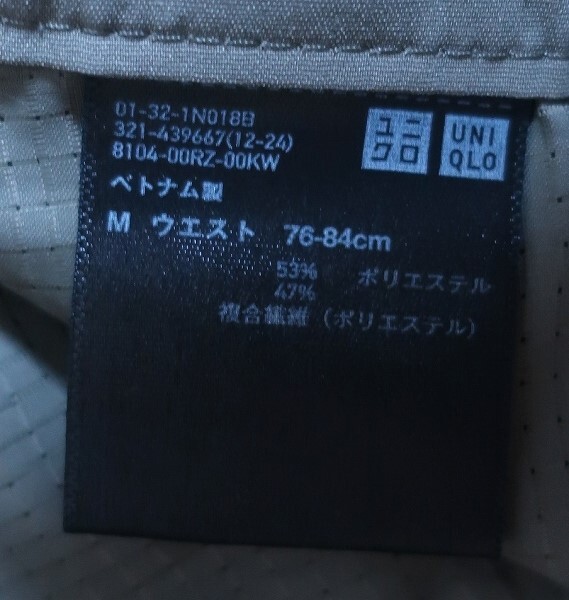 01-32-1N018B
321-439667(12-24)
8104-00RZ-00KW
ユニクロ
UNIQLO
ベトナム製
M ウエスト 76-84cm
53% ポリエステル
47%
複合繊維(ポリエステル)